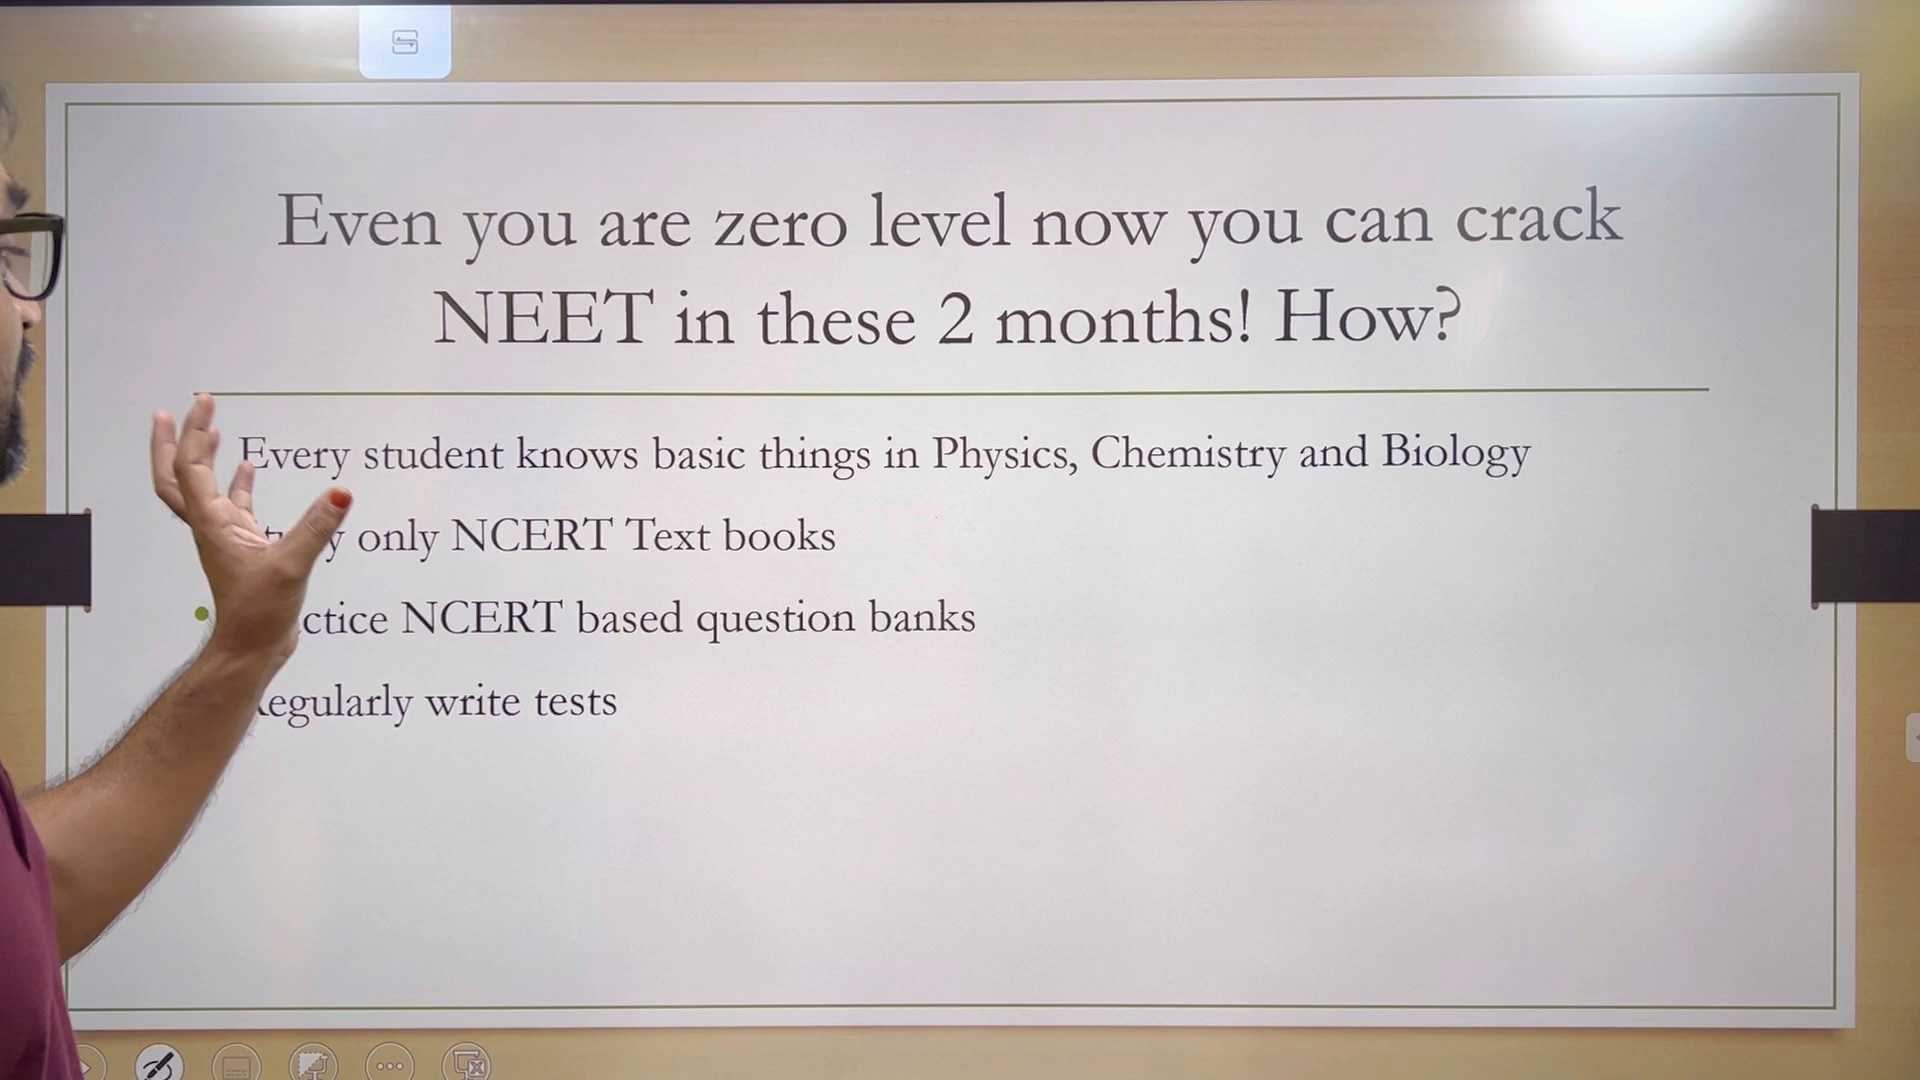 Even you are zero level now you can crack
NEET in these 2 months! How?
Every student knows basic things in Physics, Chemistry and Biology
only NCERT Text books
NCERT based question banks
write tests